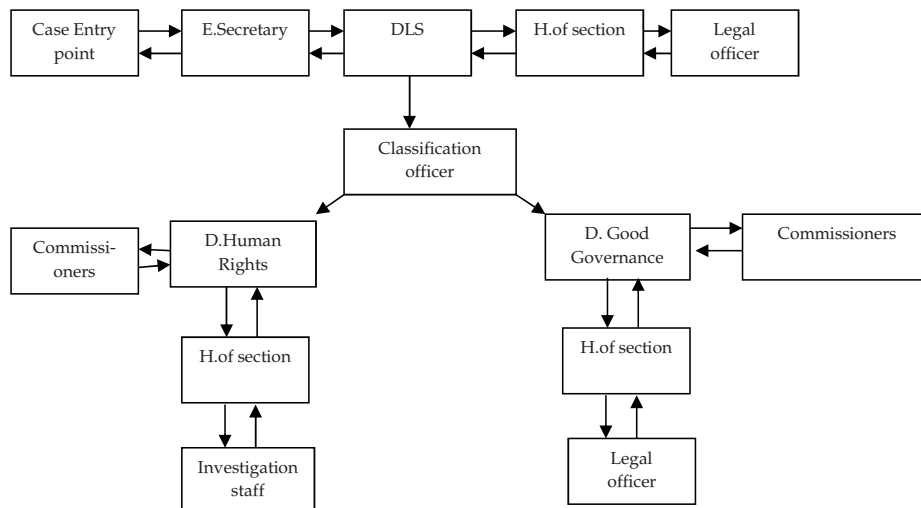 Case Entry
point
E.Secretary
DLS
H.of section
Legal
officer
Classification
officer
Commissi-
oners
D.Human
Rights
D. Good
Governance
Commissioners
H.of section
H.of section
Investigation
staff
Legal
officer